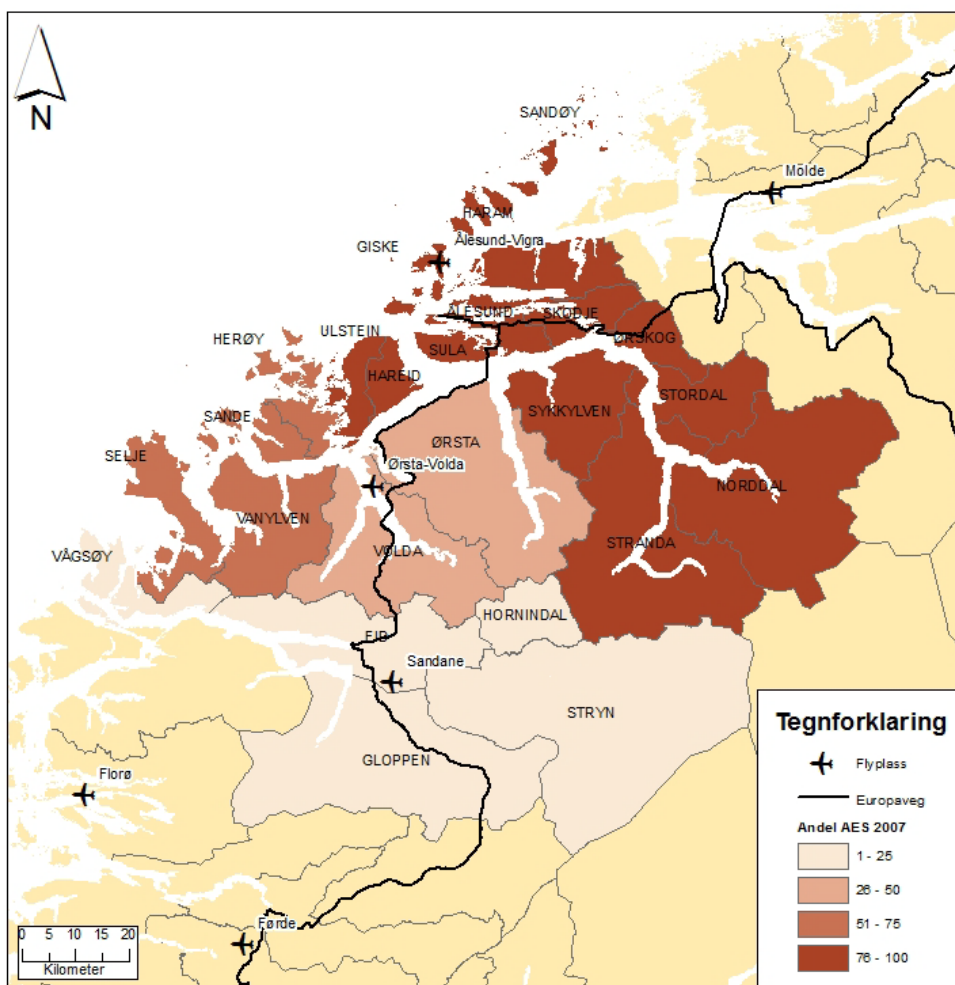 N
SANDØY
Molde
HARAM
GISKE
Ålesund-Vigra
ÅLESUND
SKODJE
ULSTEIN
HERØY
SULA
ØRSKOG
HAREID
STORDAL
SYKKYLVEN
SANDE
ØRSTA
SELJE
Ørsta-Volda
NORDDAL
VANYLVEN
STRANDA
VOLDA
VÅGSØY
HORNINDAL
EID
Sandane
STRYN
GLOPPEN
Florø
Førde
0 5 10 15 20
Kilometer
Tegnforklaring
Flyplass
Europaveg
Andel AES 2007
1 - 25
26 - 50
51 - 75
76 - 100